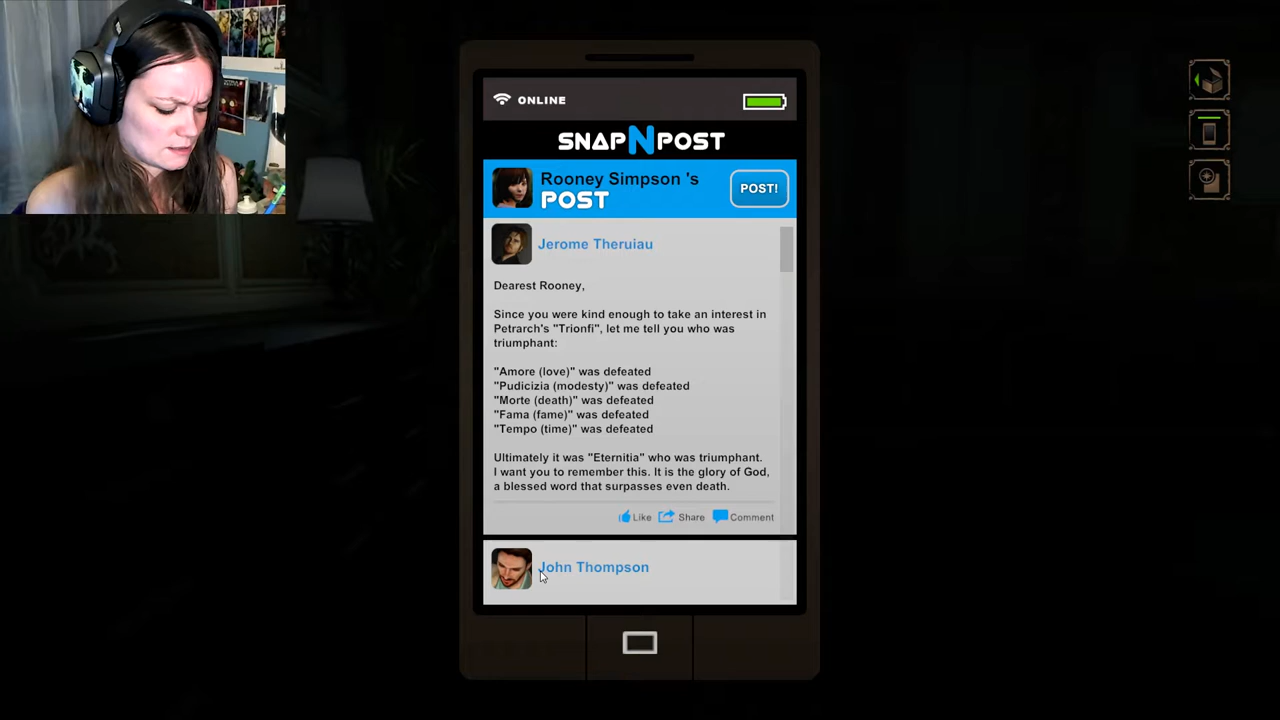 ONLINE
SNAPNPOST
Rooney Simpson 's
POST
POST!
Jerome Theruiau
Dearest Rooney,
Since you were kind enough to take an interest in
Petrarch's "Trionfi", let me tell you who was
triumphant:
"Amore (love)" was defeated
"Pudicizia (modesty)" was defeated
"Morte (death)" was defeated
"Fama (fame)" was defeated
"Tempo (time)" was defeated
Ultimately it was "Eternitia" who was triumphant.
I want you to remember this. It is the glory of God,
a blessed word that surpasses even death.
Like Share Comment
John Thompson